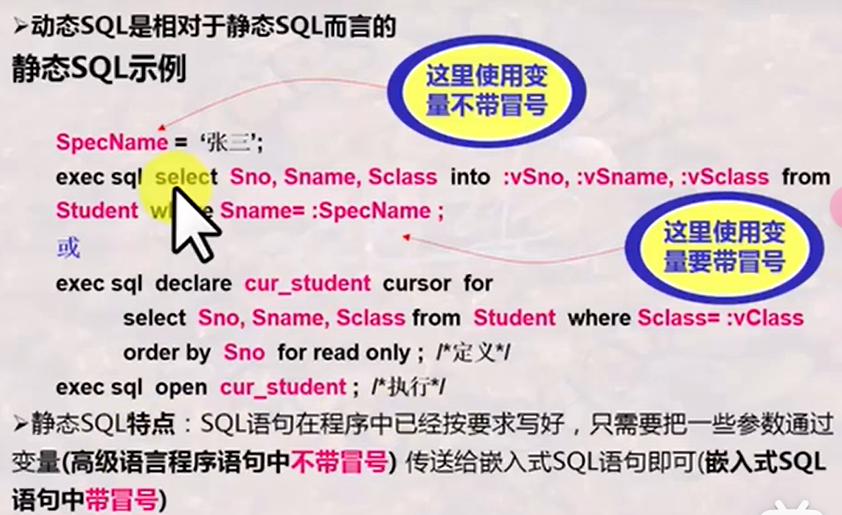 ➢动态SQL是相对于静态SQL而言的
静态SQL示例
这里使用变
量不带冒号
SpecName = ‘张三’;
exec sql select Sno, Sname, Sclass into :vSno, :vSname, :vSclass from
Student where Sname= :SpecName ;
这里使用变
量要带冒号
或
exec sql declare cur_student cursor for
select Sno, Sname, Sclass from Student where Sclass= :vClass
order by Sno for read only ; /*定义*/
exec sql open cur_student ; /*执行*/
➢静态SQL特点：SQL语句在程序中已经按要求写好，只需要把一些参数通过
变量(高级语言程序语句中不带冒号) 传送给嵌入式SQL语句即可(嵌入式SQL
语句中带冒号)